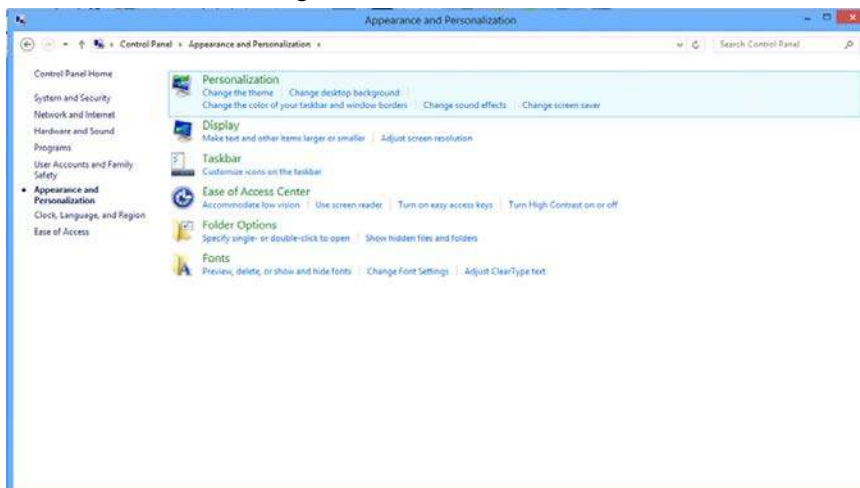 Appearance and Personalization
Control Panel Appearance and Personalization
Search Control Panel
Control Panel Home
System and Security
Network and Internet
Hardware and Sound
Programs
User Accounts and Family
Safety
Appearance and
Personalization
Clock, Language, and Region
Ease of Access
Personalization
Change the theme Change desktop background
Change the color of your taskbar and window borders Change sound effects Change screen saver
Display
Make text and other items larger or smaller Adjust screen resolution
Taskbar
Customize icons on the taskbar
Ease of Access Center
Accommodate low vision Use screen reader Turn on easy access keys Turn High Contrast on or off
Folder Options
Specify single- or double-click to open Show hidden files and folders
Fonts
Preview, delete, or show and hide fonts Change Font Settings Adjust ClearType text